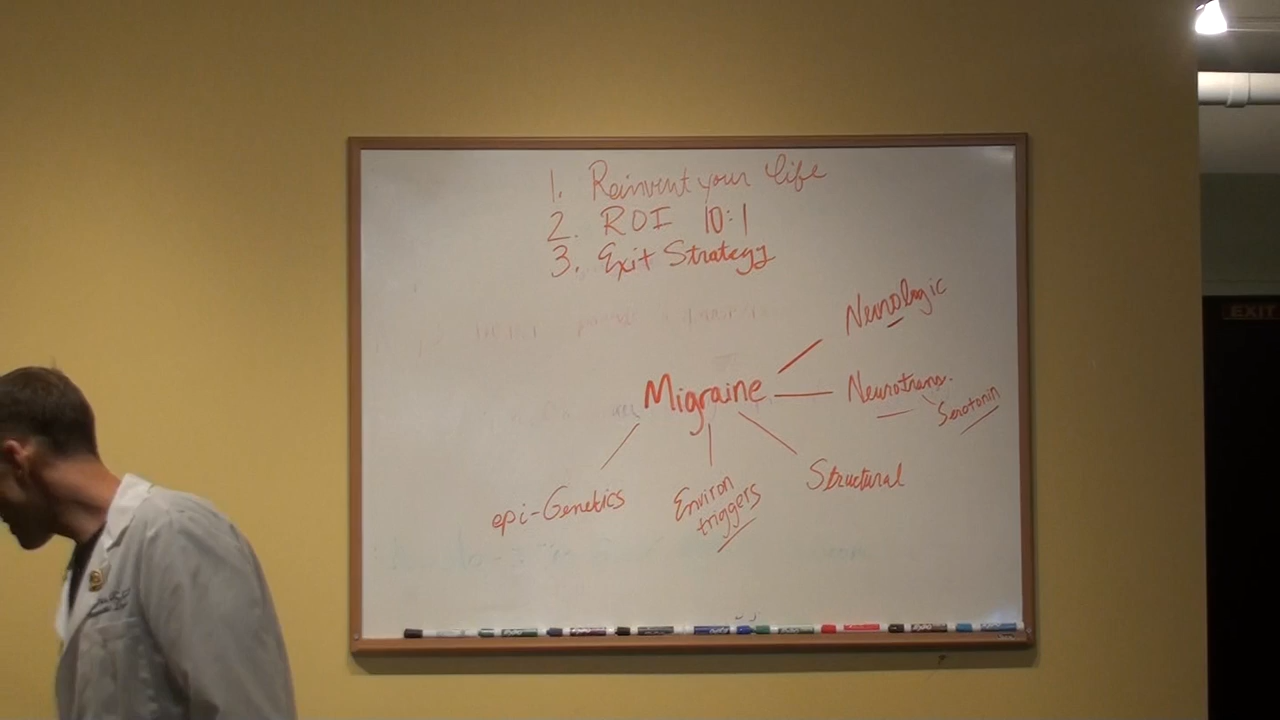 1. Reinvent your life
2. ROI 10:1
3. Exit Strategy
Neurologic
Migraine
Neurotrans.
Serotonin
epi-Genetics
Environ
triggers
Structural
EXIT